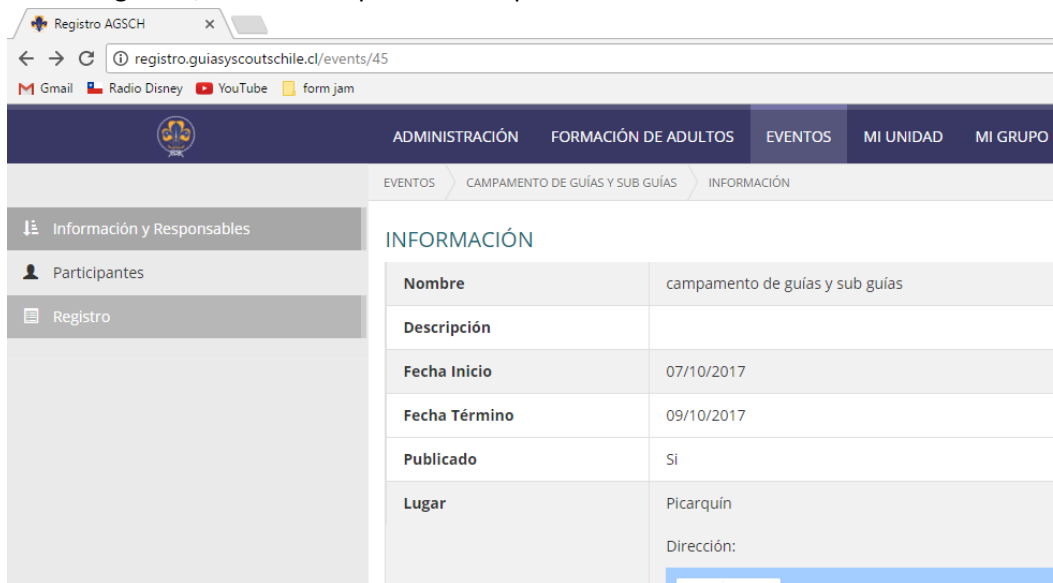 Registro AGSCH
registro.guiasyscoutschile.cl/events/45
Gmail Radio Disney YouTube form jam
ADMINISTRACIÓN FORMACIÓN DE ADULTOS EVENTOS MI UNIDAD MI GRUPO
EVENTOS CAMPAMENTO DE GUÍAS Y SUB GUÍAS INFORMACIÓN
Información y Responsables
Participantes
Registro
INFORMACIÓN
Nombre campamento de guías y sub guías
Descripción
Fecha Inicio 07/10/2017
Fecha Término 09/10/2017
Publicado Si
Lugar Picarquín
Dirección: